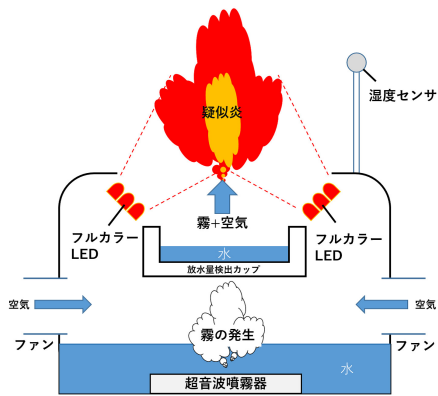 疑似炎
湿度センサ
霧+空気
フルカラー
LED
フルカラー
LED
水
放水量検出カップ
空気
空気
霧の発生
ファン
ファン
水
超音波噴霧器